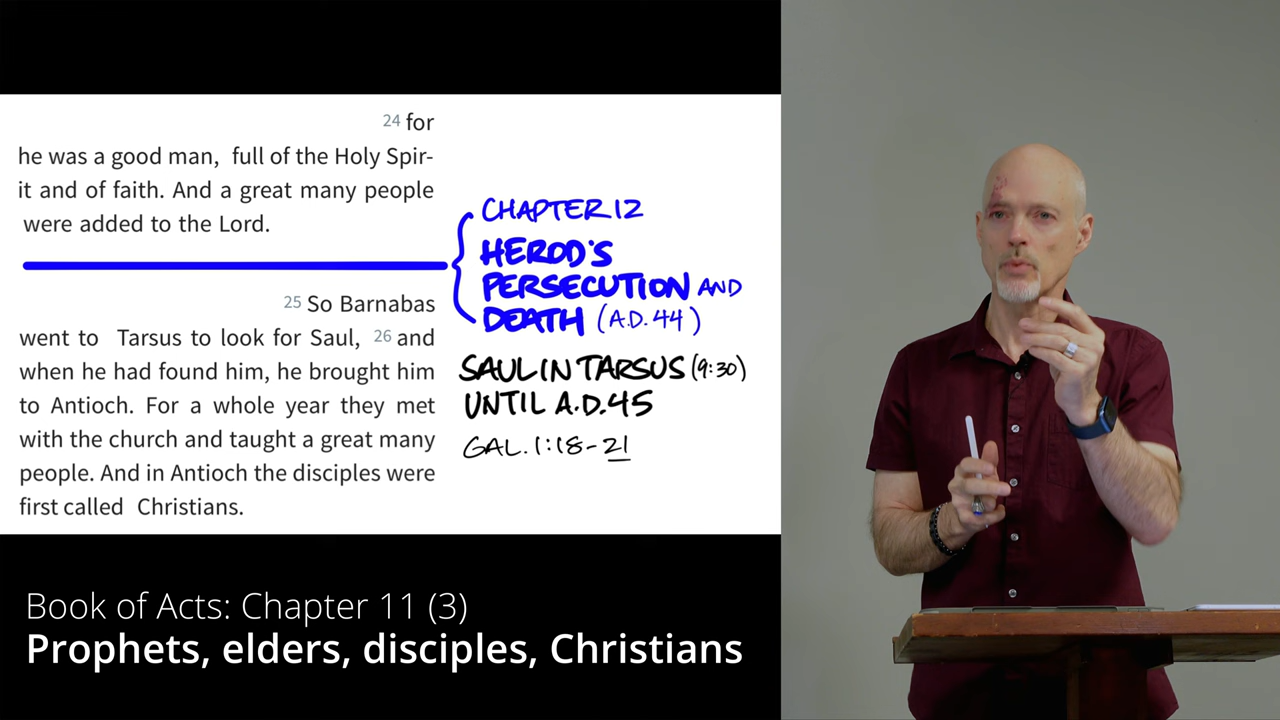 24 for
he was a good man, full of the Holy Spir-
it and of faith. And a great many people
were added to the Lord.
25 So Barnabas
went to Tarsus to look for Saul, 26 and
when he had found him, he brought him
to Antioch. For a whole year they met
with the church and taught a great many
people. And in Antioch the disciples were
first called Christians.
CHAPTER 12
HEROD'S
PERSECUTION AND
DEATH (A.D. 44)
SAUL IN TARSUS (9:30)
UNTIL A.D. 45
GAL. 1:18-21
Book of Acts: Chapter 11 (3)
Prophets, elders, disciples, Christians